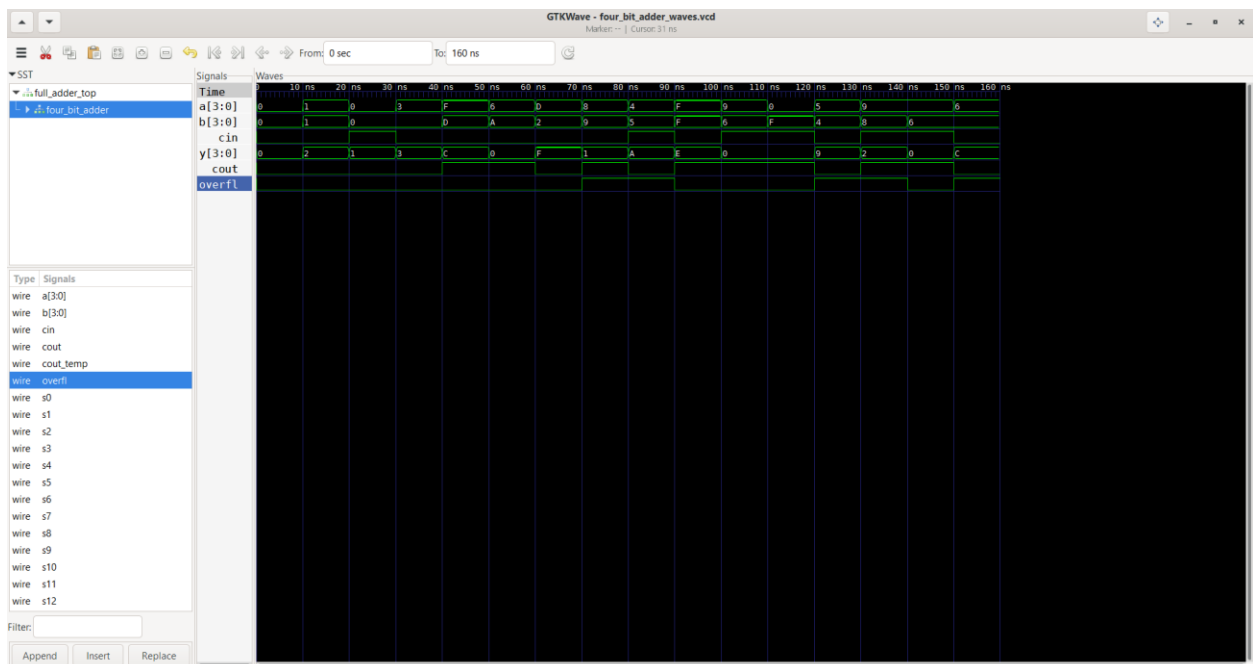 GTKWave - four_bit_adder_waves.vcd
Marker: -- | Cursor: 31 ns
From: 0 sec To: 160 ns
SST
full_adder_top
four_bit_adder
Type Signals
wire a[3:0]
wire b[3:0]
wire cin
wire cout
wire cout_temp
wire overfl
wire s0
wire s1
wire s2
wire s3
wire s4
wire s5
wire s6
wire s7
wire s8
wire s9
wire s10
wire s11
wire s12
Filter:
Append Insert Replace
Signals Waves
Time 0 10 ns 20 ns 30 ns 40 ns 50 ns 60 ns 70 ns 80 ns 90 ns 100 ns 110 ns 120 ns 130 ns 140 ns 150 ns 160 ns
a[3:0] 0 1 0 3 F 6 D 8 4 F 9 0 5 9 6
b[3:0] 0 1 0 D A 2 9 5 F 6 F 4 8 6
cin
y[3:0] 0 2 1 3 C 0 F 1 A E 0 9 2 0 C
cout
overfl